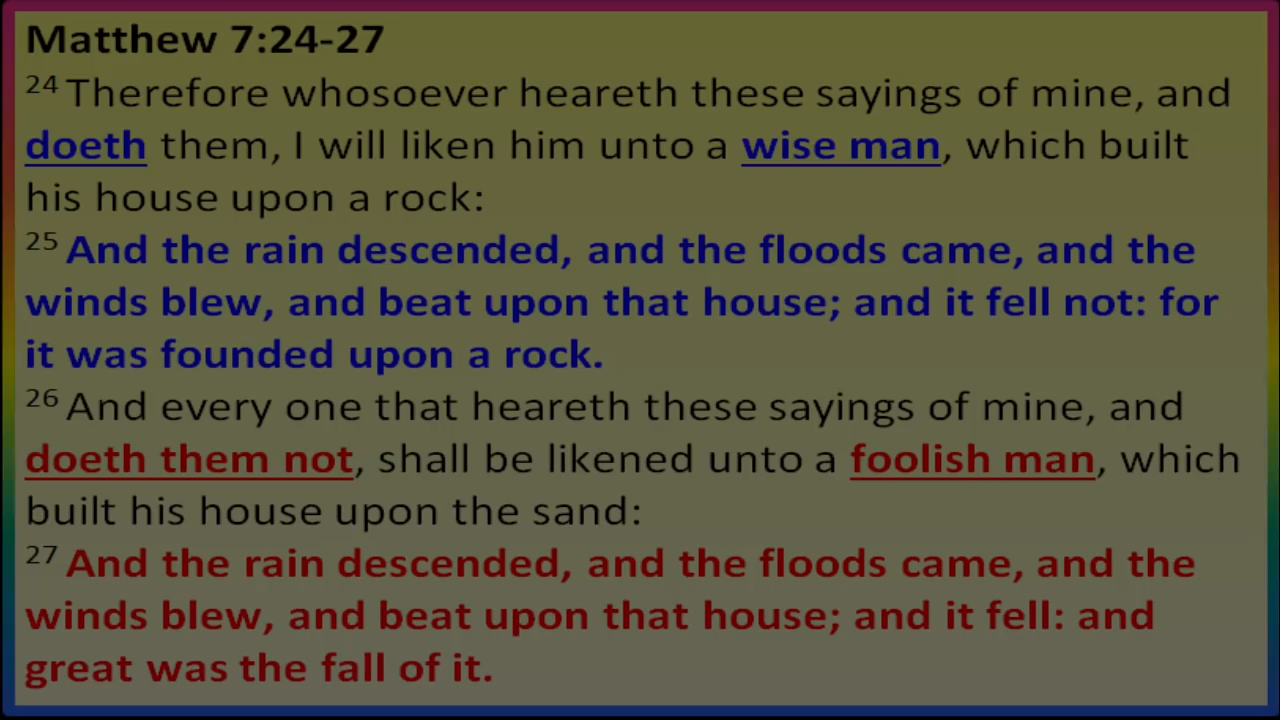 Matthew 7:24-27
24 Therefore whosoever heareth these sayings of mine, and
doeth them, I will liken him unto a wise man, which built
his house upon a rock:
25 And the rain descended, and the floods came, and the
winds blew, and beat upon that house; and it fell not: for
it was founded upon a rock.
26 And every one that heareth these sayings of mine, and
doeth them not, shall be likened unto a foolish man, which
built his house upon the sand:
27 And the rain descended, and the floods came, and the
winds blew, and beat upon that house; and it fell: and
great was the fall of it.